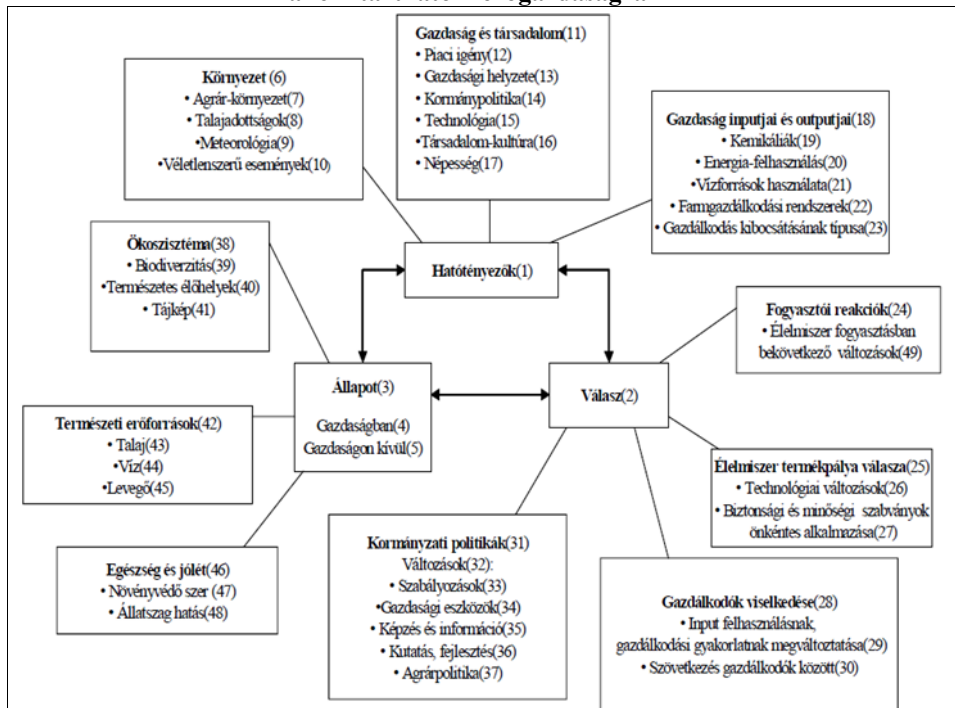 Gazdaság és társadalom(11)
• Piaci igény(12)
• Gazdasági helyzete(13)
• Kormánypolitika(14)
• Technológia(15)
•Társadalom-kultúra(16)
• Népesség(17)
Környezet (6)
• Agrár-környezet(7)
• Talajadottságok(8)
•Meteorológia(9)
•Véletlenszerű események(10)
Gazdaság inputjai és outputjai(18)
• Kemikáliák(19)
• Energia-felhasználás(20)
•Vízforrások használata(21)
• Farmgazdálkodási rendszerek(22)
• Gazdálkodás kibocsátásának típusa(23)
Ökoszisztéma(38)
• Biodiverzitás(39)
•Természetes élőhelyek(40)
• Tájkép(41)
Hatótényezők(1)
Fogyasztói reakciók(24)
• Élelmiszer fogyasztásban
bekövetkező változások(49)
Állapot(3)
Gazdaságban(4)
Gazdaságon kívül(5)
Válasz(2)
Természeti erőforrások(42)
• Talaj(43)
•Víz(44)
•Levegő(45)
Élelmiszer termékpálya válasza(25)
• Technológiai változások(26)
• Biztonsági és minőségi szabványok
önkéntes alkalmazása(27)
Kormányzati politikák(31)
Változások(32):
• Szabályozások(33)
•Gazdasági eszközök(34)
• Képzés és információ(35)
• Kutatás, fejlesztés(36)
• Agrárpolitika(37)
Egészség és jólét(46)
• Növényvédő szer (47)
• Állatszag hatás(48)
Gazdálkodók viselkedése(28)
• Input felhasználásnak,
gazdálkodási gyakorlatnak megváltoztatása(29)
• Szövetkezés gazdálkodók között(30)